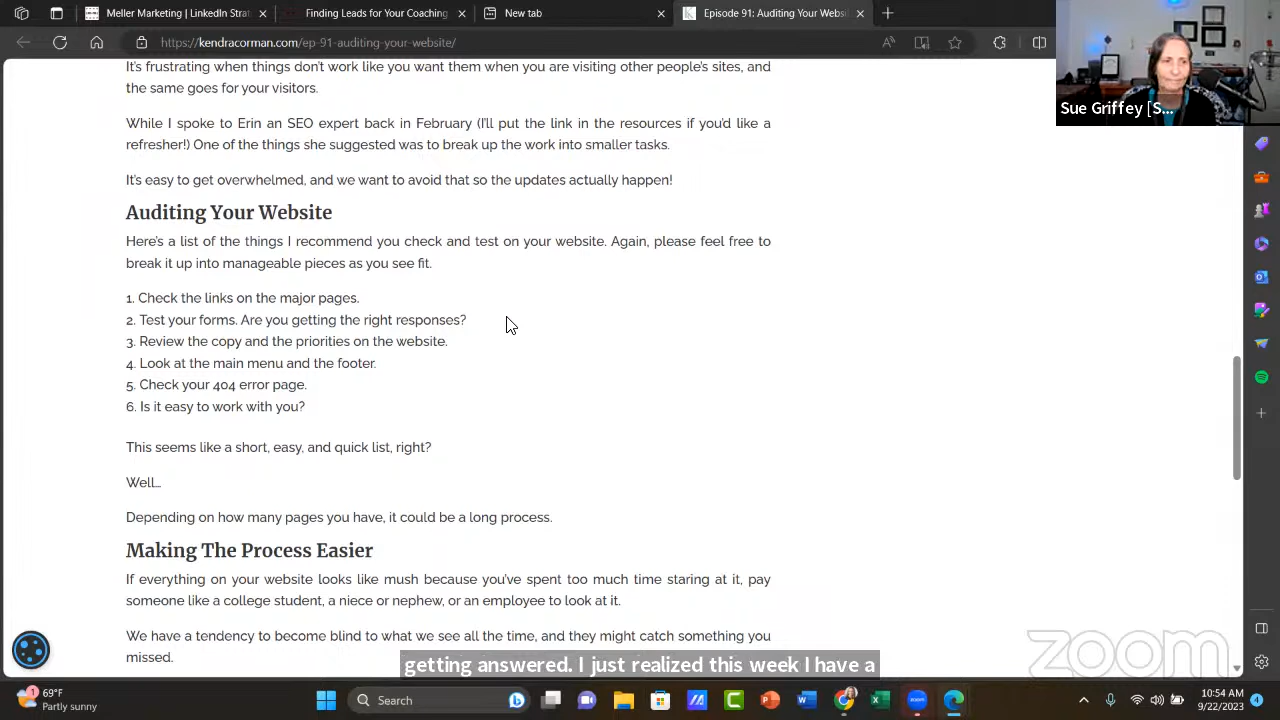 Meller Marketing | LinkedIn Strat
Finding Leads for Your Coaching
New tab
Episode 91: Auditing Your Websi
https://kendracorman.com/ep-91-auditing-your-website/
Sue Griffey [S...
It's frustrating when things don't work like you want them when you are visiting other people's sites, and
the same goes for your visitors.
While I spoke to Erin an SEO expert back in February (I'll put the link in the resources if you'd like a
refresher!) One of the things she suggested was to break up the work into smaller tasks.
It's easy to get overwhelmed, and we want to avoid that so the updates actually happen!
Auditing Your Website
Here's a list of the things I recommend you check and test on your website. Again, please feel free to
break it up into manageable pieces as you see fit.
1. Check the links on the major pages.
2. Test your forms. Are you getting the right responses?
3. Review the copy and the priorities on the website.
4. Look at the main menu and the footer.
5. Check your 404 error page.
6. Is it easy to work with you?
This seems like a short, easy, and quick list, right?
Well...
Depending on how many pages you have, it could be a long process.
Making The Process Easier
If everything on your website looks like mush because you've spent too much time staring at it, pay
someone like a college student, a niece or nephew, or an employee to look at it.
We have a tendency to become blind to what we see all the time, and they might catch something you
missed.
getting answered. I just realized this week I have a
zoom
69°F
Partly sunny
Search
10:54 AM
9/22/2023